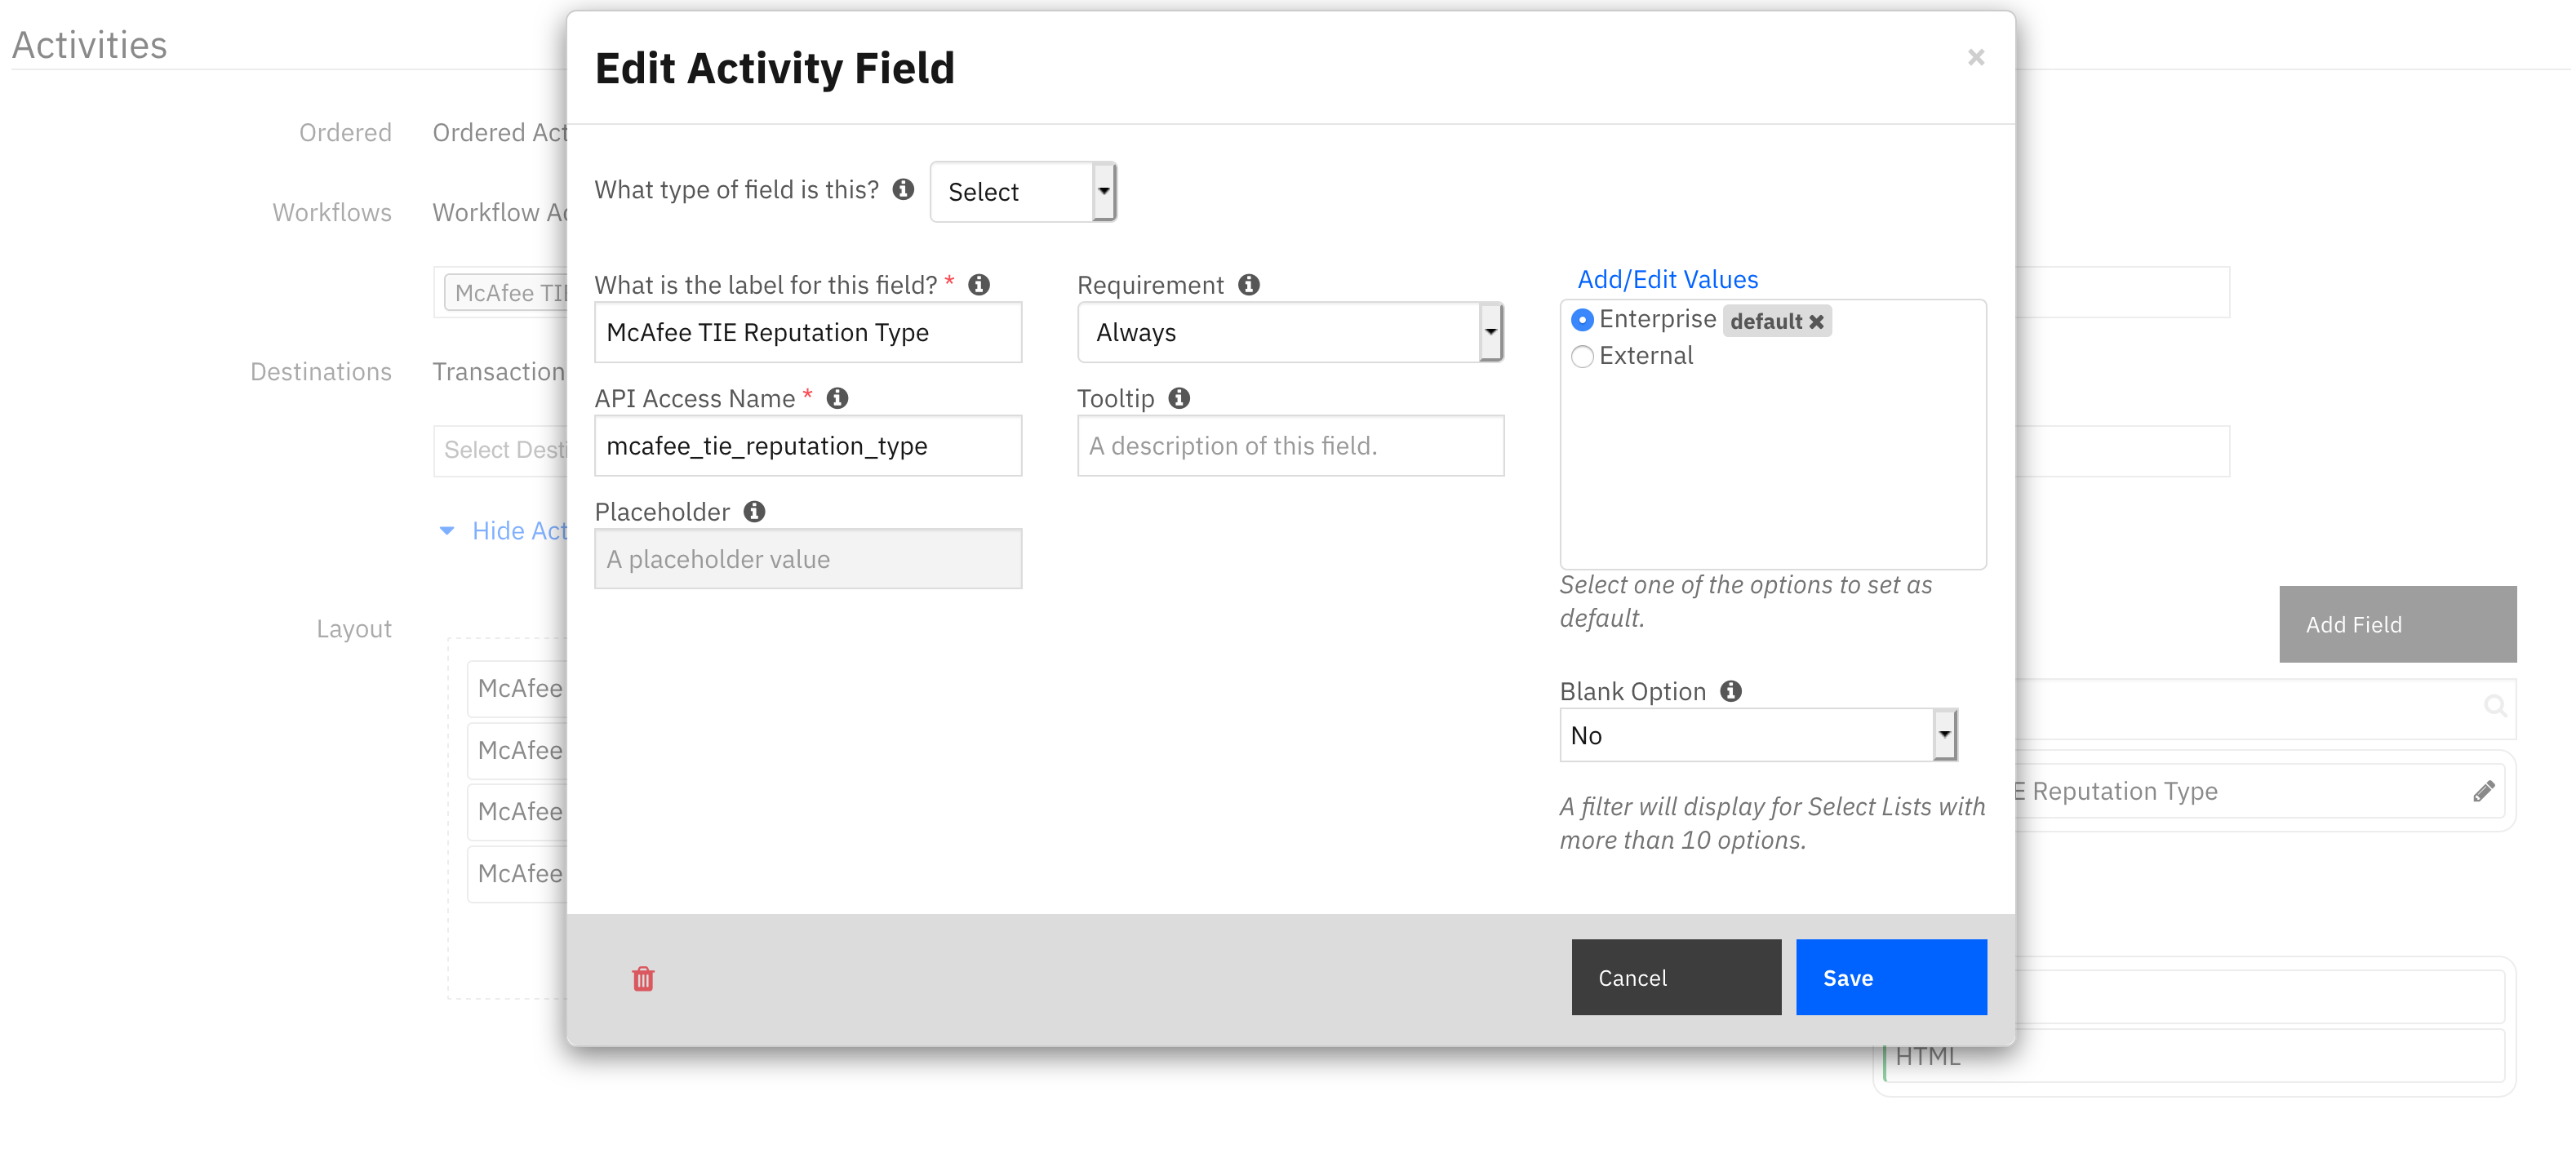 Activities
Edit Activity Field
×
Ordered
Ordered Act
Workflows
Workflow Ac
McAfee TIE
Destinations
Transaction
Select Desti
Hide Act
Layout
McAfee
McAfee
McAfee
McAfee
What type of field is this?
Select
What is the label for this field? *
McAfee TIE Reputation Type
API Access Name *
mcafee_tie_reputation_type
Placeholder
A placeholder value
Requirement
Always
Tooltip
A description of this field.
Add/Edit Values
Enterprise default ×
External
Select one of the options to set as
default.
Blank Option
No
A filter will display for Select Lists with
more than 10 options.
Cancel
Save
Add Field
E Reputation Type
HTML